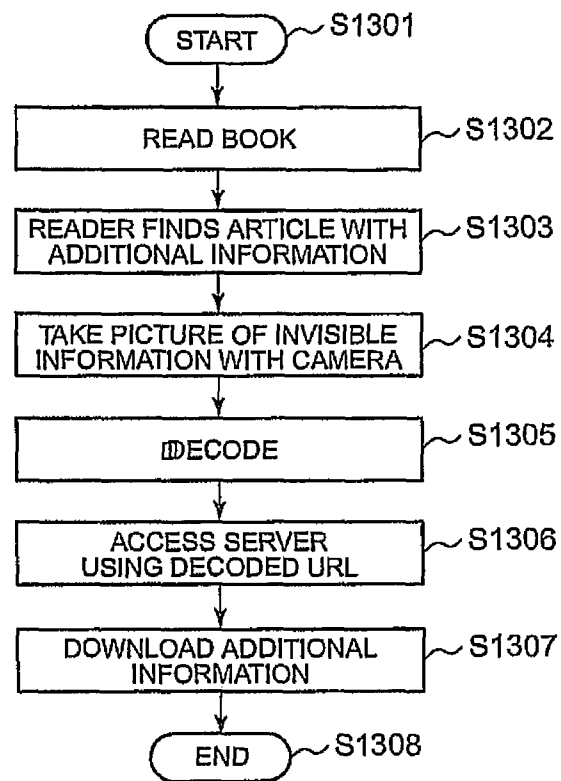 START
S1301
READ BOOK
S1302
READER FINDS ARTICLE WITH
ADDITIONAL INFORMATION
S1303
TAKE PICTURE OF INVISIBLE
INFORMATION WITH CAMERA
S1304
DECODE
S1305
ACCESS SERVER
USING DECODED URL
S1306
DOWNLOAD ADDITIONAL
INFORMATION
S1307
END
S1308